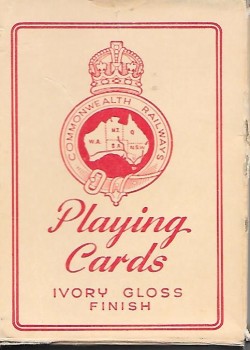 COMMONWEALTH RAILWAYS
N.T. Q
W.A. S.A. N.S.W.
Playing
Cards
IVORY GLOSS
FINISH